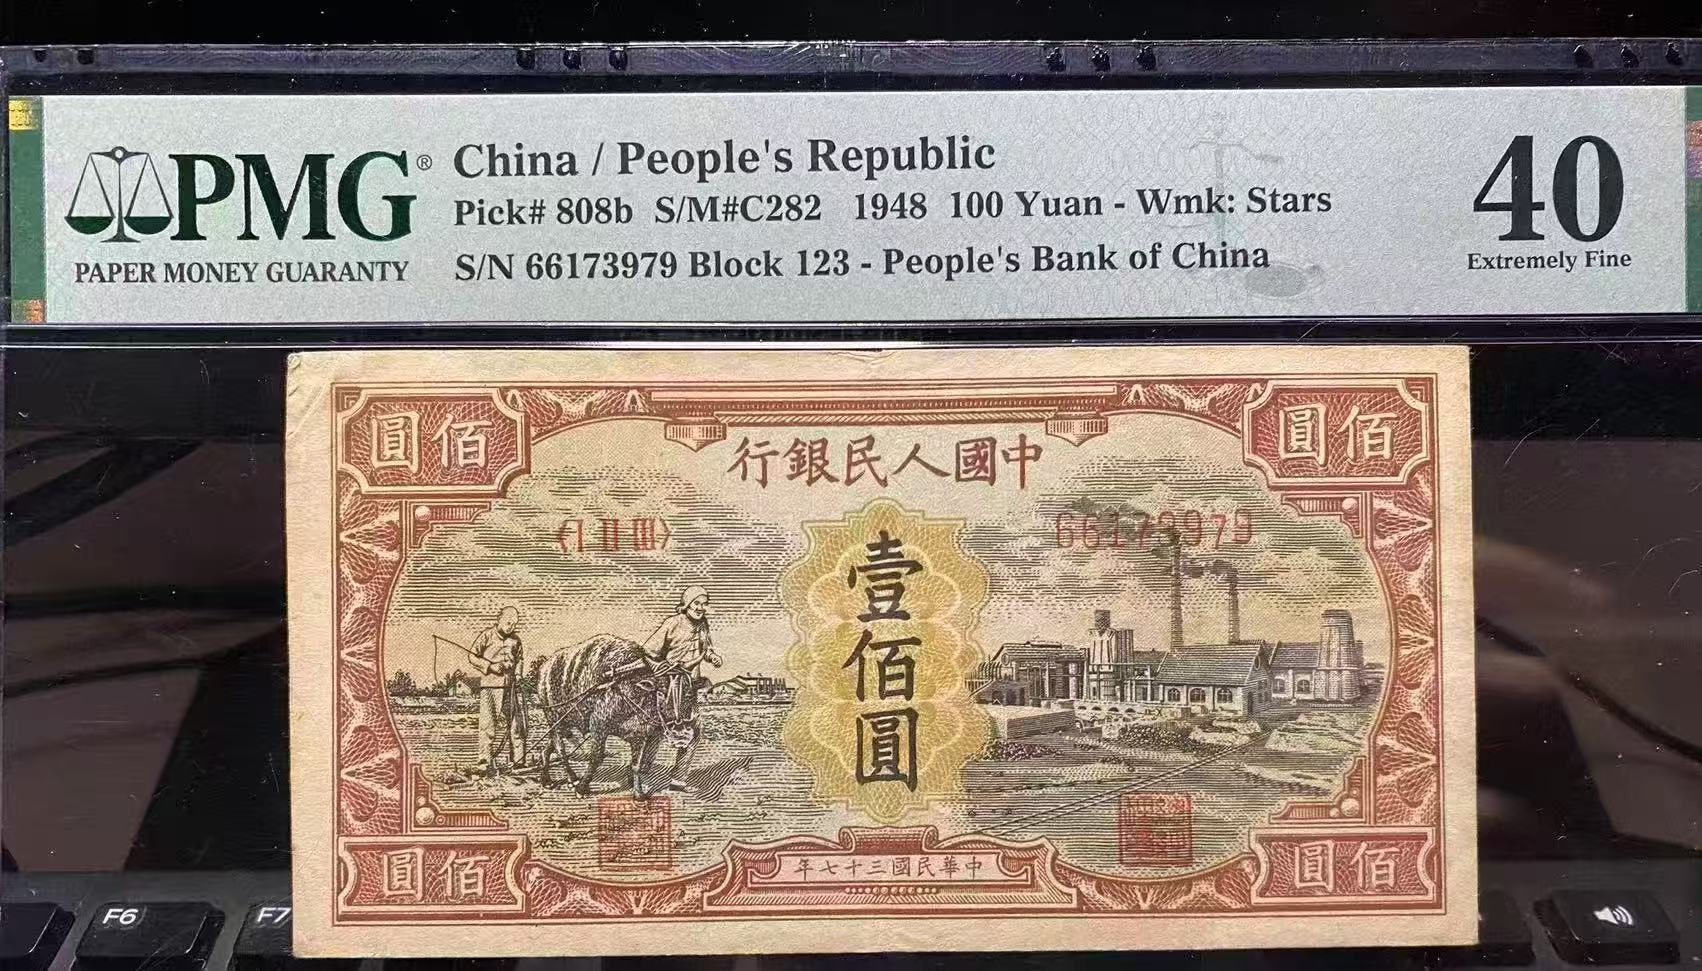 PMG®
PAPER MONEY GUARANTY
China / People's Republic
Pick# 808b S/M#C282 1948 100 Yuan - Wmk: Stars
S/N 66173979 Block 123 - People's Bank of China
40
Extremely Fine
圓佰
行銀民人國中
圓佰
〈I II III〉
66173979
壹佰圓
年七十三國民華中
圓佰
圓佰
F6
F7